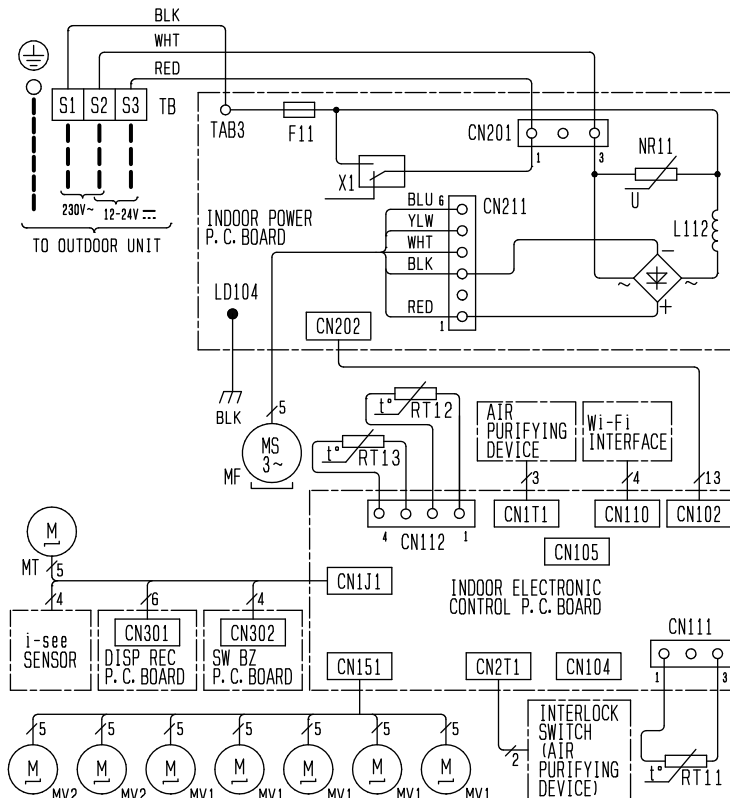 BLK
WHT
RED
S1 S2 S3 TB
TAB3
F11
CN201
1
3
NR11
U
X1
230V~
12-24V ⎓
TO OUTDOOR UNIT
INDOOR POWER
P.C.BOARD
BLU 6
YLW
WHT
BLK
RED 1
CN211
L112
~
−
~
+
LD104
CN202
BLK
5
MS
3~
MF
t° RT12
t° RT13
AIR
PURIFYING
DEVICE
Wi-Fi
INTERFACE
3
4
13
4
1
CN112
CN1T1
CN110
CN102
CN105
M
MT
5
4
6
4
CN1J1
INDOOR ELECTRONIC
CONTROL P.C.BOARD
i-see
SENSOR
CN301
DISP REC
P.C.BOARD
CN302
SW BZ
P.C.BOARD
CN151
CN2T1
CN104
CN111
1
3
5 5 5 5 5 5 5
M M M M M M M
MV2 MV2 MV1 MV1 MV1 MV1 MV1
2
INTERLOCK
SWITCH
(AIR
PURIFYING
DEVICE)
t° RT11